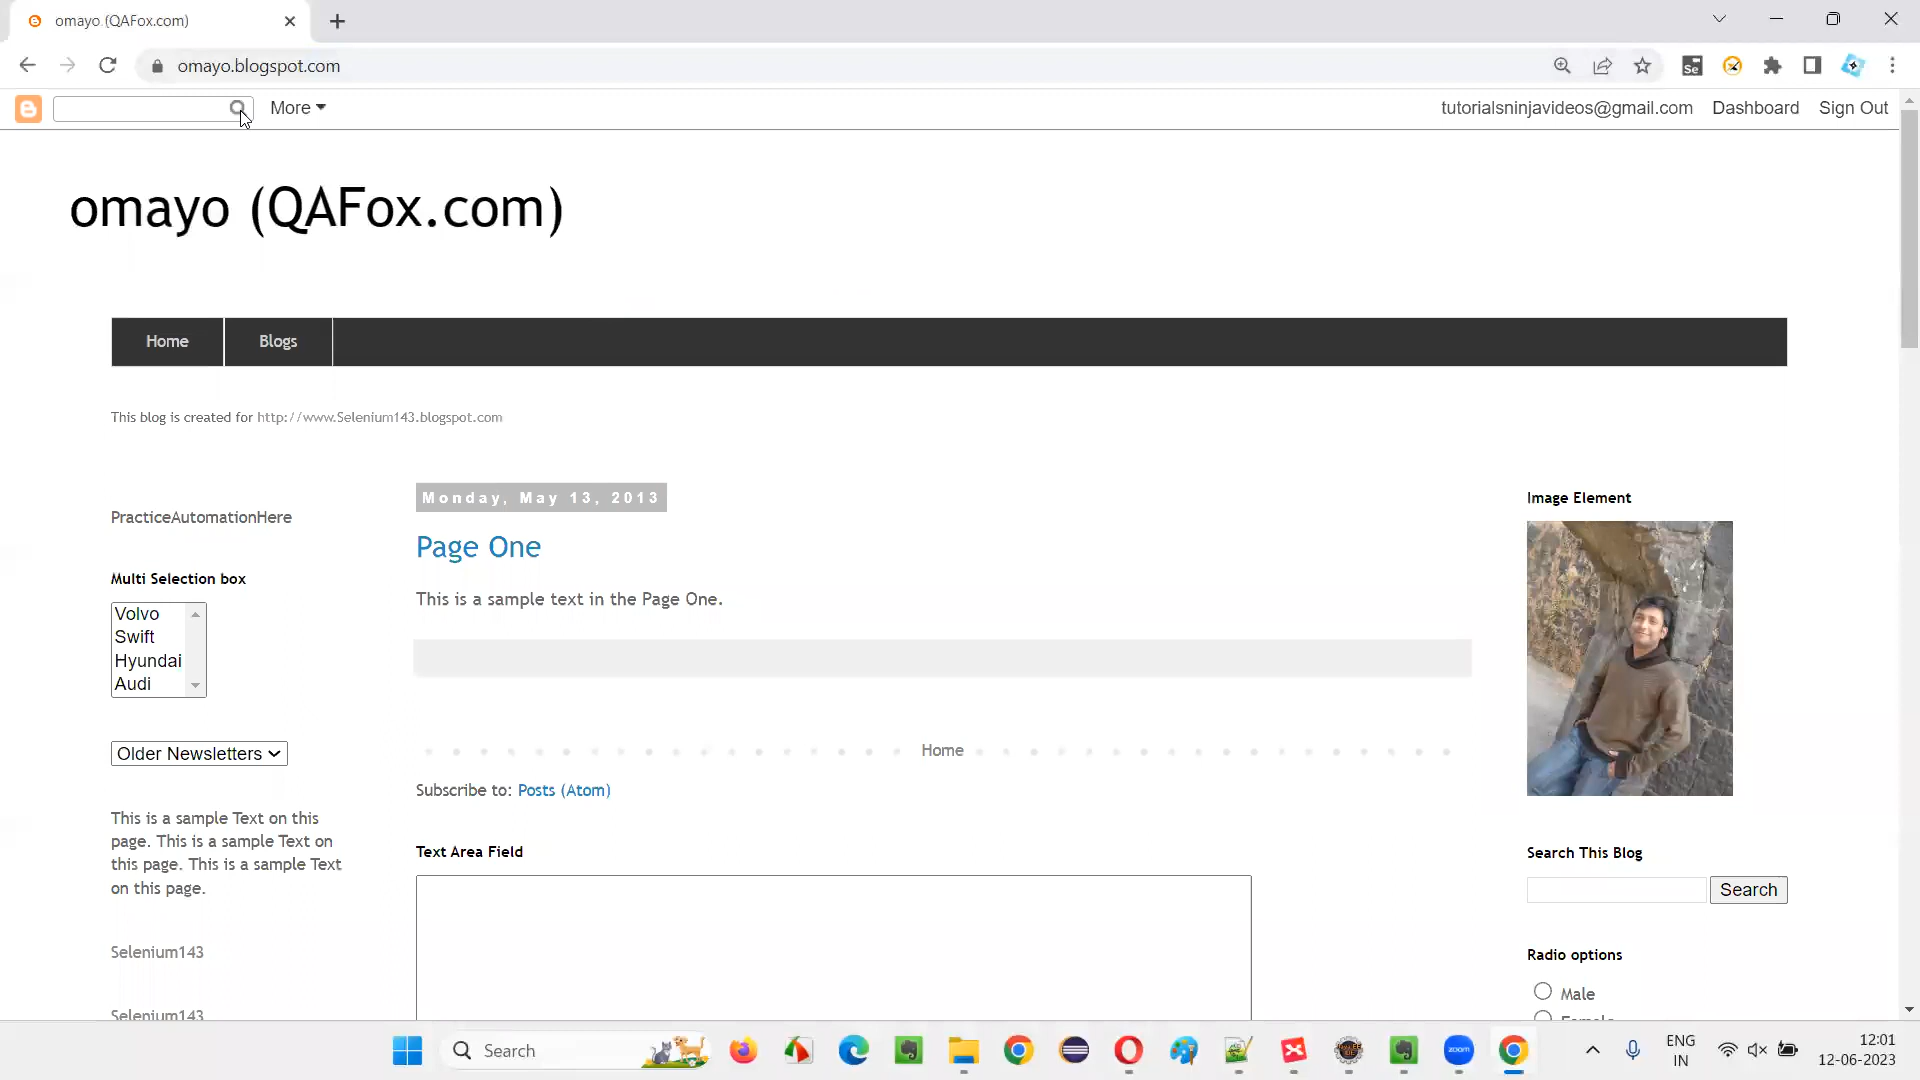 omayo (QAFox.com)
omayo.blogspot.com
More
tutorialsninjavideos@gmail.com Dashboard Sign Out
omayo (QAFox.com)
Home Blogs
This blog is created for http://www.Selenium143.blogspot.com
PracticeAutomationHere
Multi Selection box
Volvo
Swift
Hyundai
Audi
Older Newsletters
This is a sample Text on this
page. This is a sample Text on
this page. This is a sample Text
on this page.
Selenium143
Selenium143
Monday, May 13, 2013
Page One
This is a sample text in the Page One.
Home
Subscribe to: Posts (Atom)
Text Area Field
Image Element
Search This Blog
Search
Radio options
Male
Female
Search
Se
zoom
ENG
IN
12:01
12-06-2023